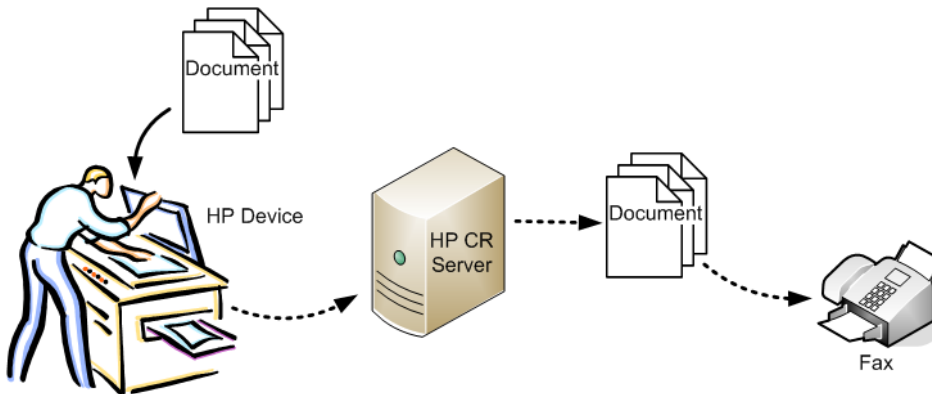 Document
HP Device
HP CR
Server
Document
Fax